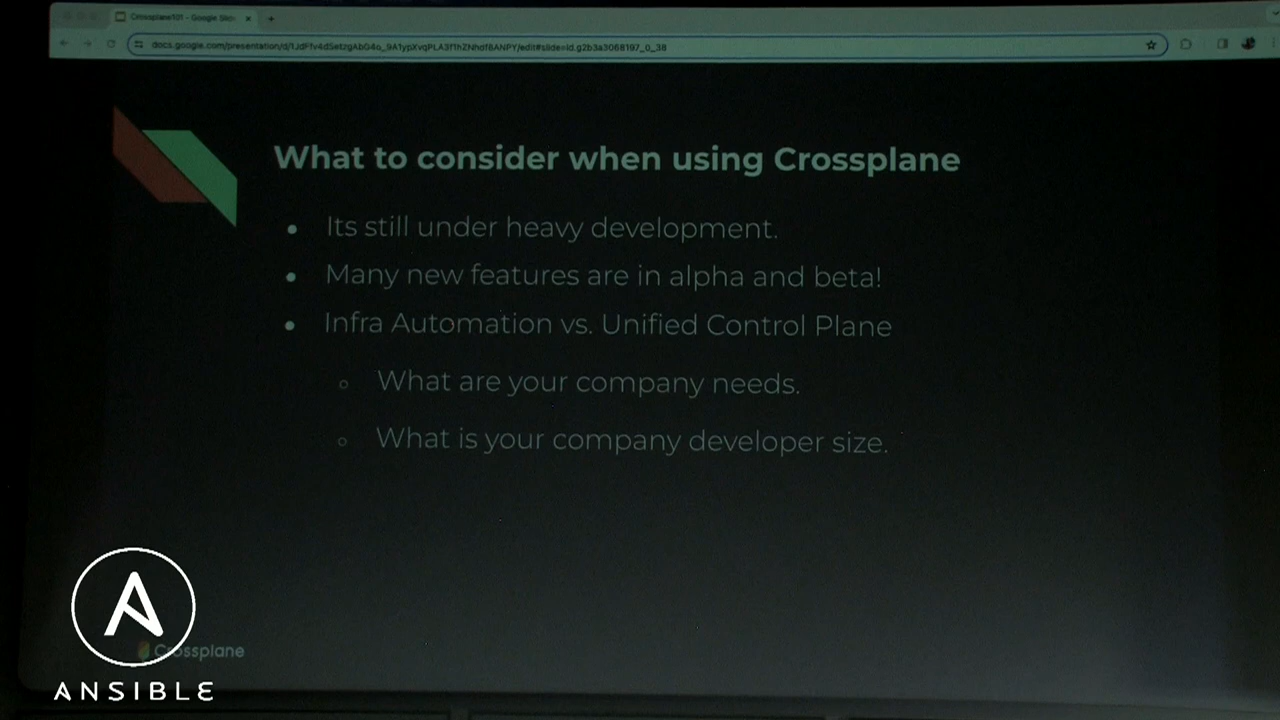 Crossplane101 - Google Slid
What to consider when using Crossplane
Its still under heavy development.
Many new features are in alpha and beta!
Infra Automation vs. Unified Control Plane
What are your company needs.
What is your company developer size.
Crossplane
ANSIBLE